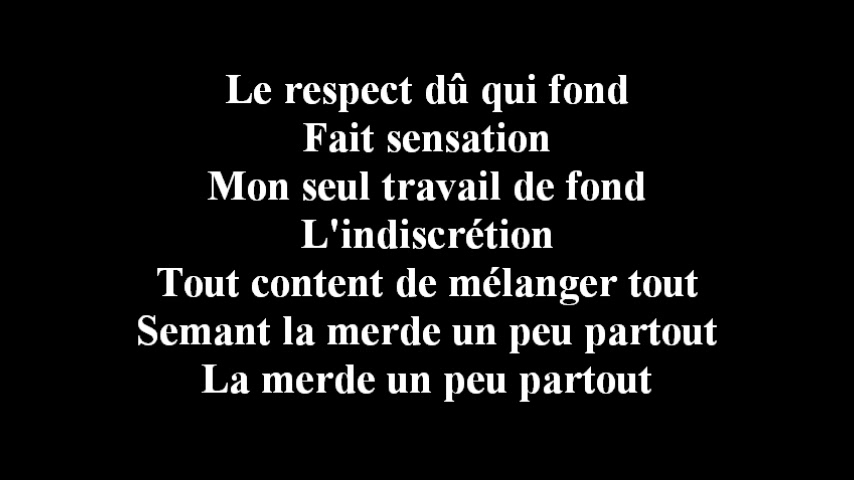 Le respect dû qui fond
Fait sensation
Mon seul travail de fond
L'indiscrétion
Tout content de mélanger tout
Semant la merde un peu partout
La merde un peu partout